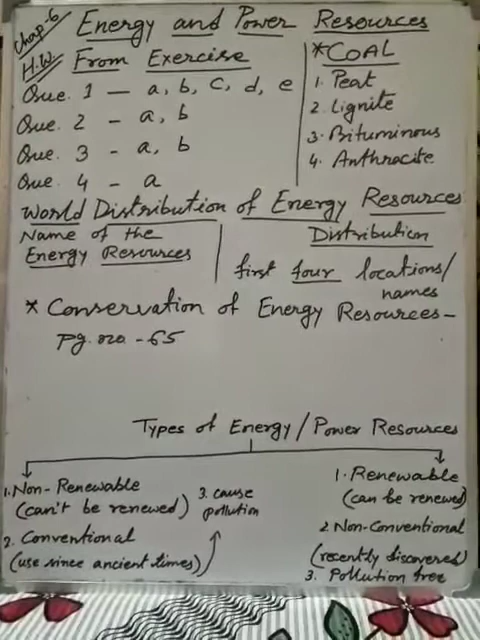 Chap-6 Energy and Power Resources
H.W From Exercise
Que. 1 — a, b, c, d, e
Que. 2 - a, b
Que. 3 - a, b
Que. 4 - a
*COAL
1. Peat
2. Lignite
3. Bituminous
4. Anthracite
World Distribution of Energy Resources
Name of the
Energy Resources
Distribution
first four locations/
names
* Conservation of Energy Resources-
Pg. no - 65
Types of Energy/Power Resources
1. Non-Renewable
(can't be renewed)
2. Conventional
(use since ancient times)
3. cause
pollution
1. Renewable
(can be renewed)
2 Non-Conventional
(recently discovered)
3. Pollution free